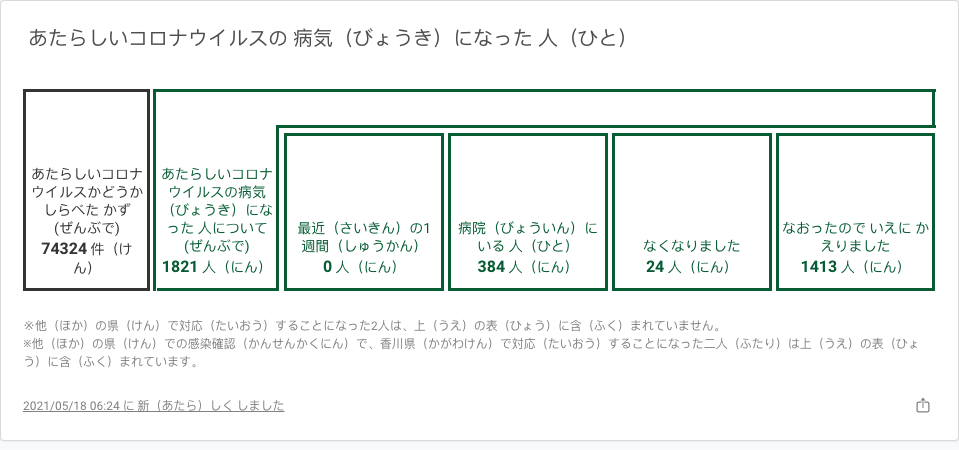 あたらしいコロナウイルスの 病気（びょうき）になった 人（ひと）
あたらしいコロナ
ウイルスかどうか
しらべた かず
(ぜんぶで)
74324 件（け
ん）
あたらしいコロナ
ウイルスの病気
（びょうき）にな
った 人について
(ぜんぶで)
1821 人（にん）
最近（さいきん）の1
週間（しゅうかん）
0 人（にん）
病院（びょういん）に
いる 人（ひと）
384 人（にん）
なくなりました
24 人（にん）
なおったので いえに か
えりました
1413 人（にん）
※他（ほか）の県（けん）で対応（たいおう）することになった2人は、上（うえ）の表（ひょう）に含（ふく）まれていません。
※他（ほか）の県（けん）での感染確認（かんせんかくにん）で、香川県（かがわけん）で対応（たいおう）することになった二人（ふたり）は上（うえ）の表（ひょ
う）に含（ふく）まれています。
2021/05/18 06:24 に 新（あたら）しく しました